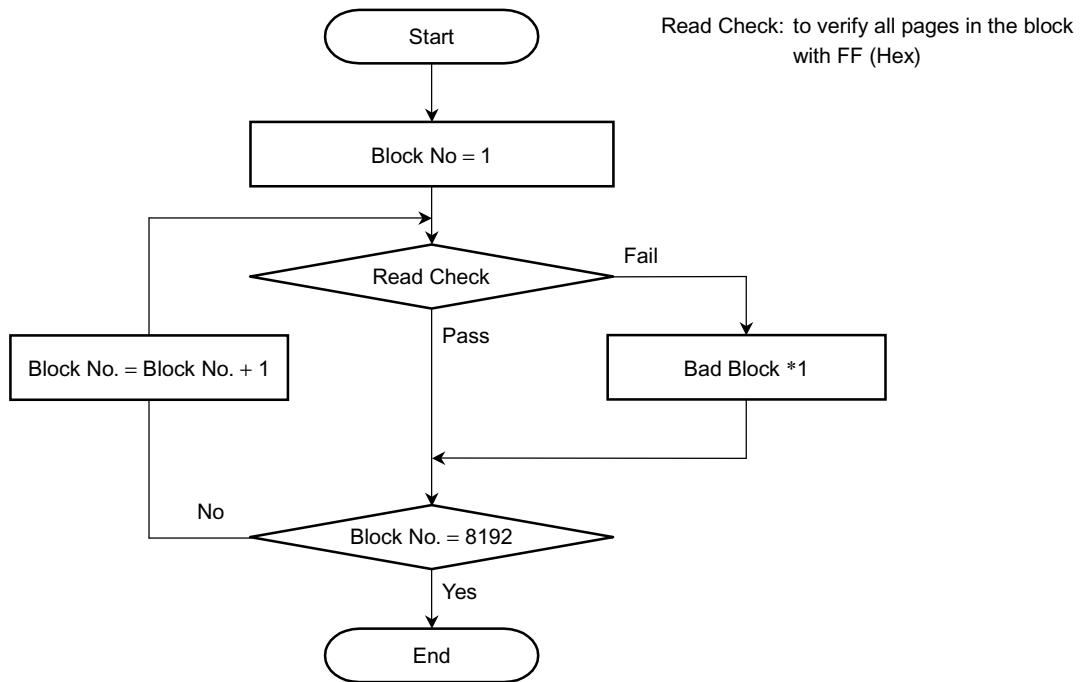 Start
Read Check: to verify all pages in the block
with FF (Hex)
Block No = 1
Read Check
Fail
Pass
Block No. = Block No. + 1
Bad Block *1
No
Block No. = 8192
Yes
End